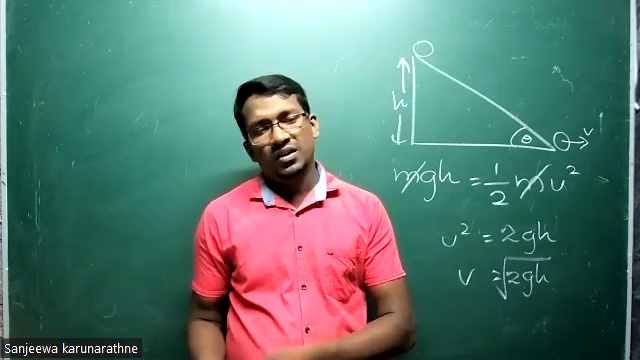 h
θ
v
mgh = 1/2 mv²
v² = 2gh
v = √2gh
Sanjeewa karunarathne